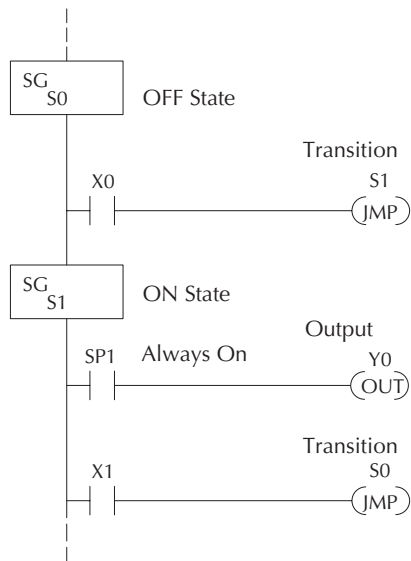 SG
S0
OFF State
Transition
X0
S1
JMP
SG
S1
ON State
Output
SP1
Always On
Y0
OUT
Transition
X1
S0
JMP